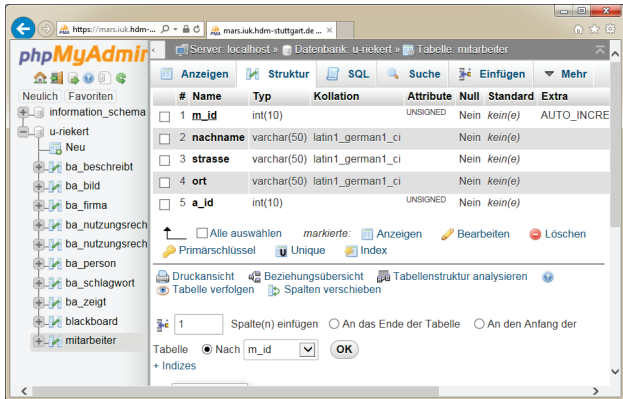 https://mars.iuk.hdm-...
mars.iuk.hdm-stuttgart.de ...
phpMyAdmin
Neulich Favoriten
information_schema
u-riekert
Neu
ba_beschreibt
ba_bild
ba_firma
ba_nutzungsrech
ba_nutzungsrech
ba_person
ba_schlagwort
ba_zeigt
blackboard
mitarbeiter
Server: localhost » Datenbank: u-riekert » Tabelle: mitarbeiter
Anzeigen Struktur SQL Suche Einfügen Mehr
# Name Typ Kollation Attribute Null Standard Extra
1 m_id int(10) UNSIGNED Nein kein(e) AUTO_INCRE
2 nachname varchar(50) latin1_german1_ci Nein kein(e)
3 strasse varchar(50) latin1_german1_ci Nein kein(e)
4 ort varchar(50) latin1_german1_ci Nein kein(e)
5 a_id int(10) UNSIGNED Nein kein(e)
Alle auswählen markierte: Anzeigen Bearbeiten Löschen
Primärschlüssel Unique Index
Druckansicht Beziehungsübersicht Tabellenstruktur analysieren
Tabelle verfolgen Spalten verschieben
1 Spalte(n) einfügen An das Ende der Tabelle An den Anfang der
Tabelle Nach m_id OK
+ Indizes